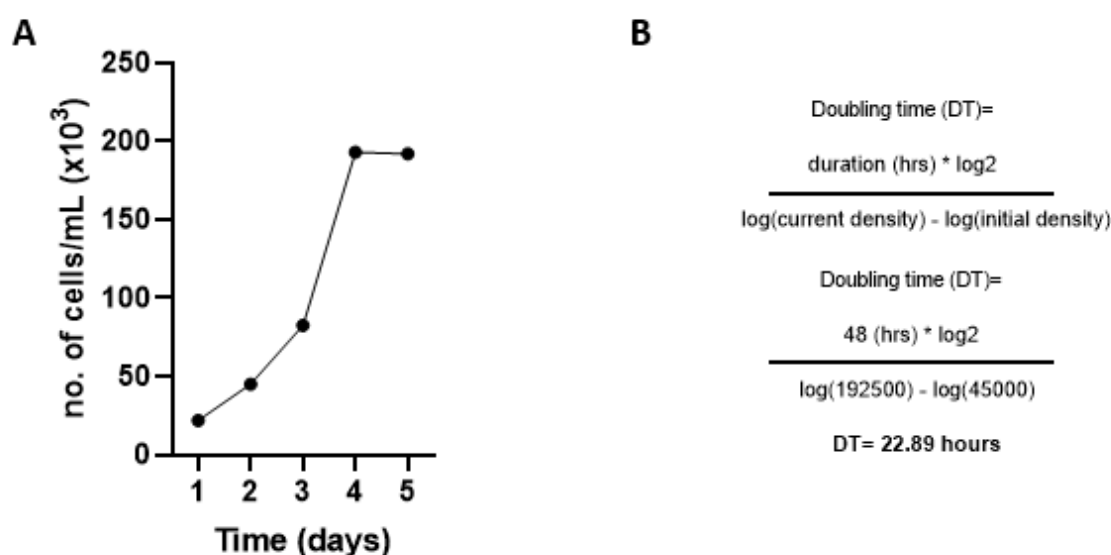 A
250
200
150
100
50
0
no. of cells/mL (x10³)
1 2 3 4 5
Time (days)
B
Doubling time (DT)=
duration (hrs) * log2
log(current density) - log(initial density)
Doubling time (DT)=
48 (hrs) * log2
log(192500) - log(45000)
DT= 22.89 hours